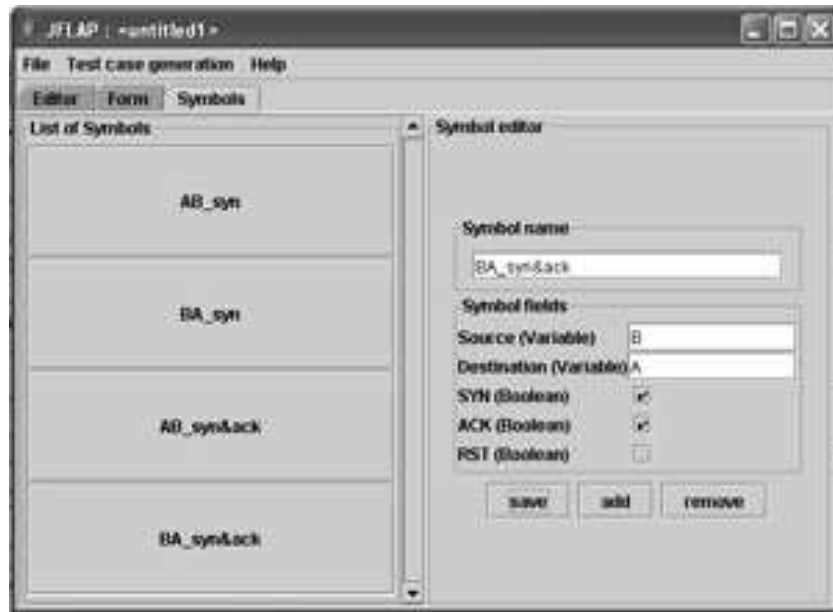 JFLAP : <untitled1>
File Test case generation Help
Editor Form Symbols
List of Symbols
AB_syn
BA_syn
AB_syn&ack
BA_syn&ack
Symbol editor
Symbol name
BA_syn&ack
Symbol fields
Source (Variable) B
Destination (Variable) A
SYN (Boolean)
ACK (Boolean)
RST (Boolean)
save add remove